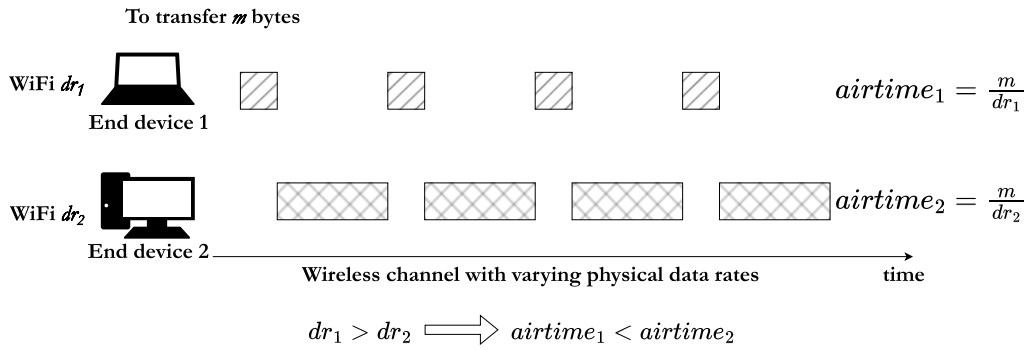 To transfer m bytes
WiFi dr₁
End device 1
airtime₁ = m/dr₁
WiFi dr₂
End device 2
airtime₂ = m/dr₂
Wireless channel with varying physical data rates
time
dr₁ > dr₂ ⇒ airtime₁ < airtime₂